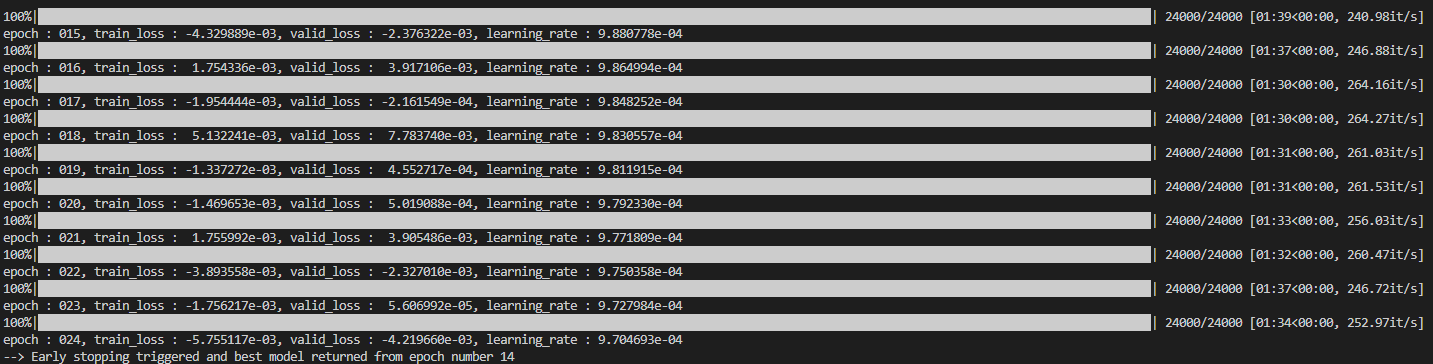 100%| | 24000/24000 [01:39<00:00, 240.98it/s]
epoch : 015, train_loss : -4.329889e-03, valid_loss : -2.376322e-03, learning_rate : 9.880778e-04
100%| | 24000/24000 [01:37<00:00, 246.88it/s]
epoch : 016, train_loss :  1.754336e-03, valid_loss :  3.917106e-03, learning_rate : 9.864994e-04
100%| | 24000/24000 [01:30<00:00, 264.16it/s]
epoch : 017, train_loss : -1.954444e-03, valid_loss : -2.161549e-04, learning_rate : 9.848252e-04
100%| | 24000/24000 [01:30<00:00, 264.27it/s]
epoch : 018, train_loss :  5.132241e-03, valid_loss :  7.783740e-03, learning_rate : 9.830557e-04
100%| | 24000/24000 [01:31<00:00, 261.03it/s]
epoch : 019, train_loss : -1.337272e-03, valid_loss :  4.552717e-04, learning_rate : 9.811915e-04
100%| | 24000/24000 [01:31<00:00, 261.53it/s]
epoch : 020, train_loss : -1.469653e-03, valid_loss :  5.019088e-04, learning_rate : 9.792330e-04
100%| | 24000/24000 [01:33<00:00, 256.03it/s]
epoch : 021, train_loss :  1.755992e-03, valid_loss :  3.905486e-03, learning_rate : 9.771809e-04
100%| | 24000/24000 [01:32<00:00, 260.47it/s]
epoch : 022, train_loss : -3.893558e-03, valid_loss : -2.327010e-03, learning_rate : 9.750358e-04
100%| | 24000/24000 [01:37<00:00, 246.72it/s]
epoch : 023, train_loss : -1.756217e-03, valid_loss :  5.606992e-05, learning_rate : 9.727984e-04
100%| | 24000/24000 [01:34<00:00, 252.97it/s]
epoch : 024, train_loss : -5.755117e-03, valid_loss : -4.219660e-04, learning_rate : 9.704693e-04
--> Early stopping triggered and best model returned from epoch number 14